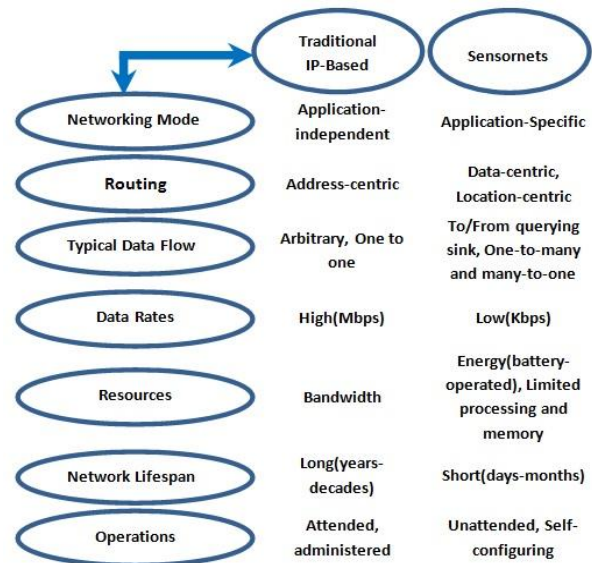 Traditional
IP-Based
Sensornets
Networking Mode
Application-
independent
Application-Specific
Routing
Address-centric
Data-centric,
Location-centric
Typical Data Flow
Arbitrary, One to
one
To/From querying
sink, One-to-many
and many-to-one
Data Rates
High(Mbps)
Low(Kbps)
Resources
Bandwidth
Energy(battery-
operated), Limited
processing and
memory
Network Lifespan
Long(years-
decades)
Short(days-months)
Operations
Attended,
administered
Unattended, Self-
configuring